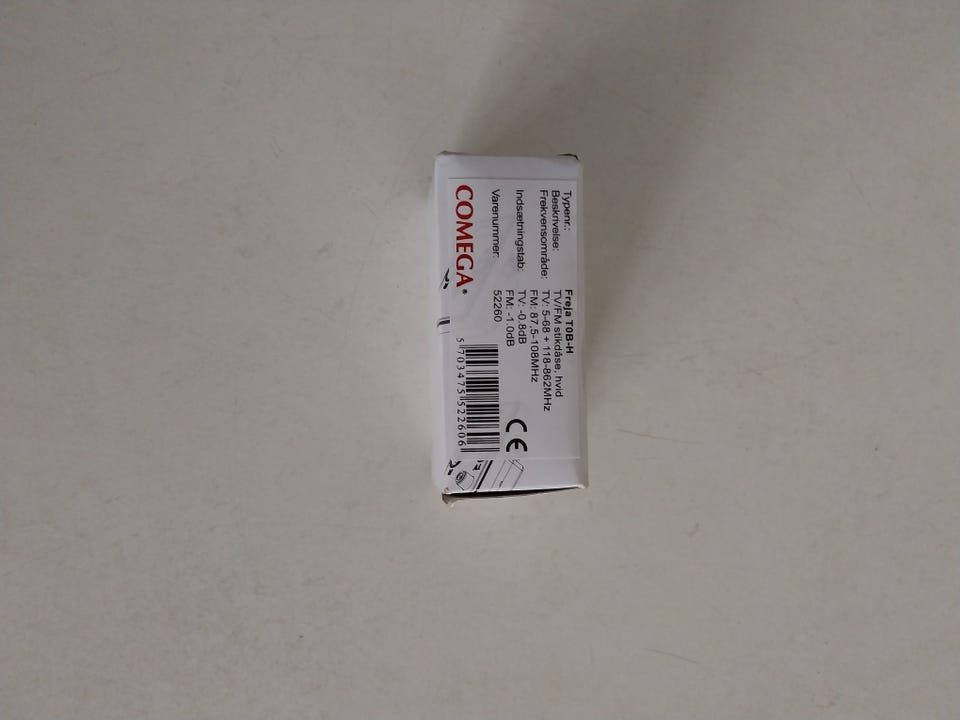 Typenr.: Freja T0B-H
Beskrivelse: TV/FM stikdåse, hvid
Frekvensområde: TV: 5-68 + 118-862MHz
FM: 87,5-108MHz
Indsætningstab: TV: -0.8dB
FM: -1.0dB
Varenummer: 52260
COMEGA®
CE
5 703475 522606